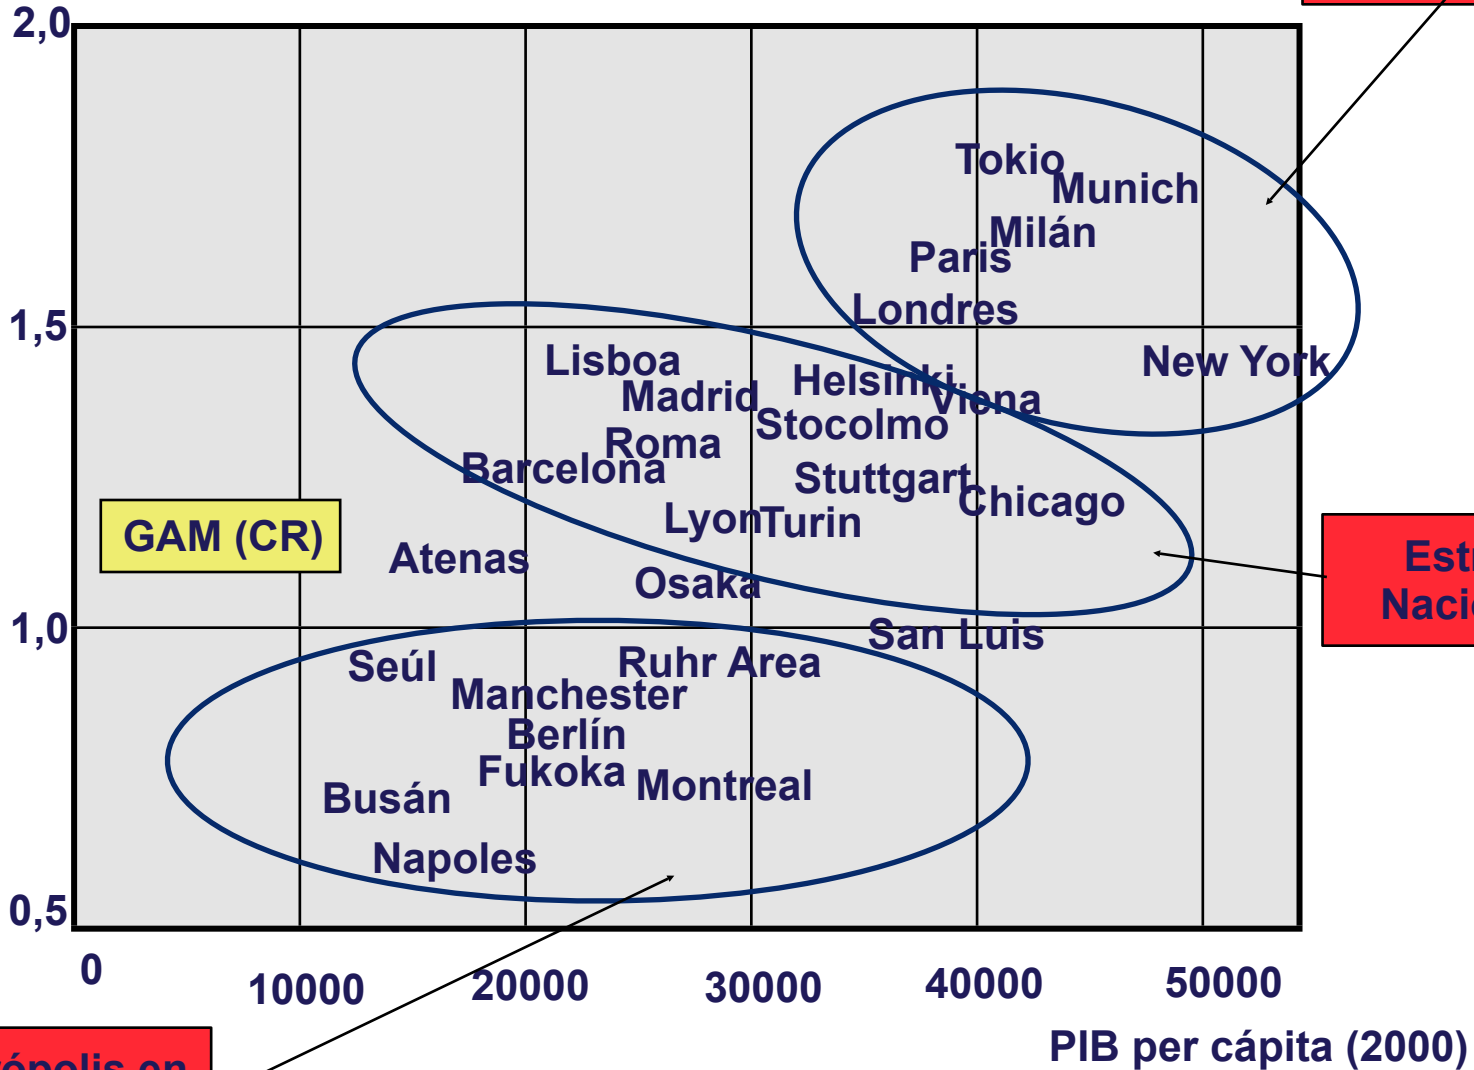 2,0
Tokio
Munich
Milán
Paris
Londres
1,5
Lisboa
New York
Helsinki
Madrid
Viena
Stocolmo
Roma
Barcelona
Stuttgart
Chicago
Lyon
Turin
GAM (CR)
Atenas
Osaka
1,0
San Luis
Seúl
Ruhr Area
Manchester
Berlín
Fukoka
Montreal
Busán
Napoles
0,5
0
10000
20000
30000
40000
50000
PIB per cápita (2000)